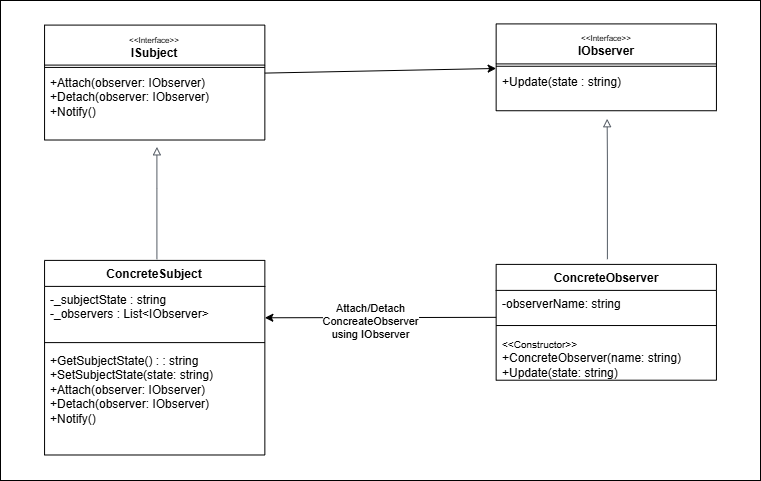 <<Interface>>
ISubject
+Attach(observer: IObserver)
+Detach(observer: IObserver)
+Notify()
<<Interface>>
IObserver
+Update(state : string)
ConcreteSubject
-_subjectState : string
-_observers : List<IObserver>
+GetSubjectState() : : string
+SetSubjectState(state: string)
+Attach(observer: IObserver)
+Detach(observer: IObserver)
+Notify()
Attach/Detach
ConcreateObserver
using IObserver
ConcreteObserver
-observerName: string
<<Constructor>>
+ConcreteObserver(name: string)
+Update(state: string)